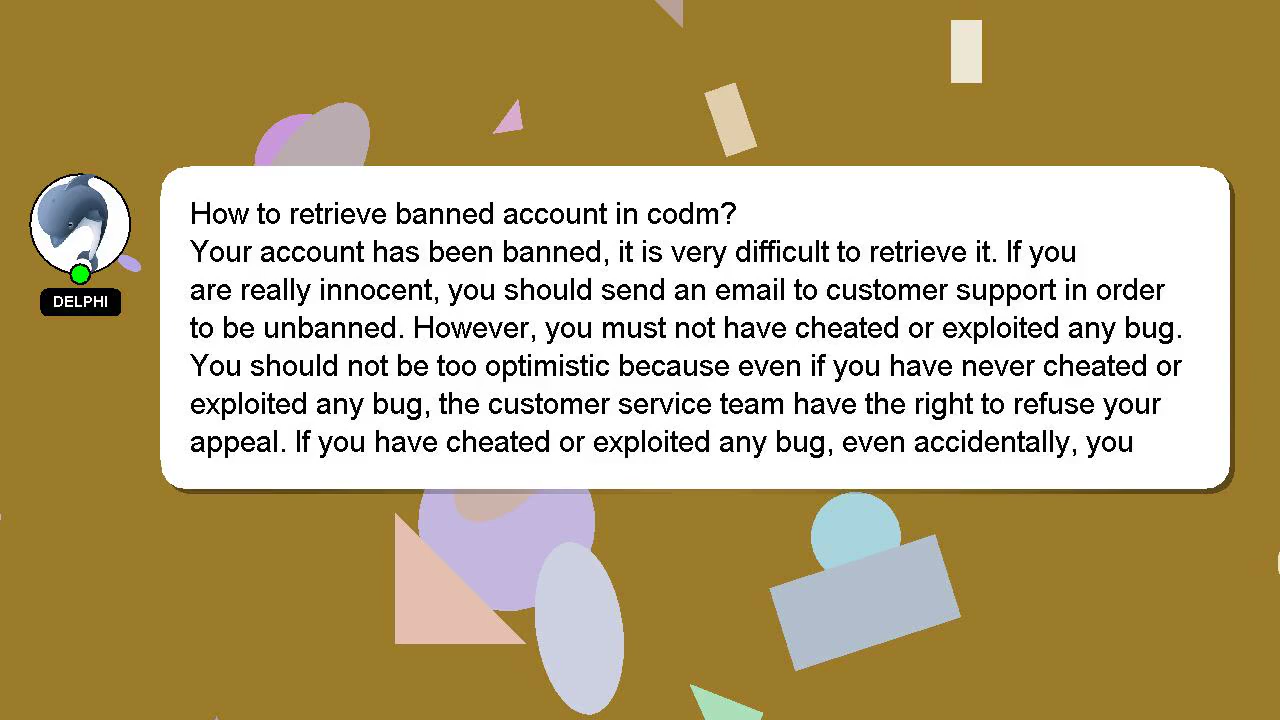 How to retrieve banned account in codm?
Your account has been banned, it is very difficult to retrieve it. If you
are really innocent, you should send an email to customer support in order
to be unbanned. However, you must not have cheated or exploited any bug.
You should not be too optimistic because even if you have never cheated or
exploited any bug, the customer service team have the right to refuse your
appeal. If you have cheated or exploited any bug, even accidentally, you
DELPHI